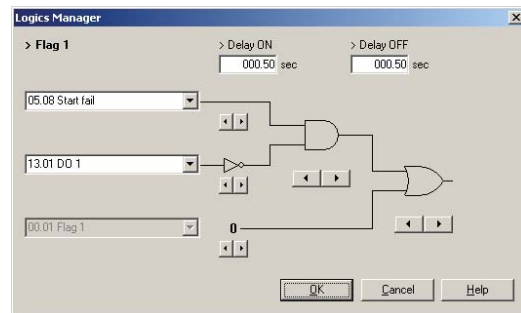 Logics Manager
> Flag 1
> Delay ON
> Delay OFF
000.50 sec
000.50 sec
05.08 Start fail
13.01 DO 1
00.01 Flag 1
0
OK
Cancel
Help